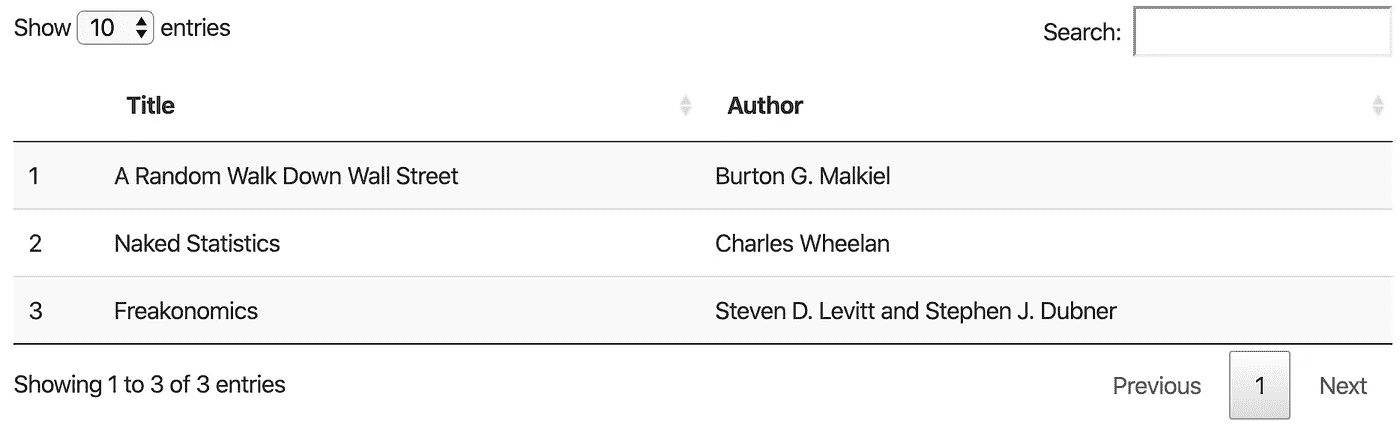 Show 10 entries Search:
Title Author
1 A Random Walk Down Wall Street Burton G. Malkiel
2 Naked Statistics Charles Wheelan
3 Freakonomics Steven D. Levitt and Stephen J. Dubner
Showing 1 to 3 of 3 entries Previous 1 Next